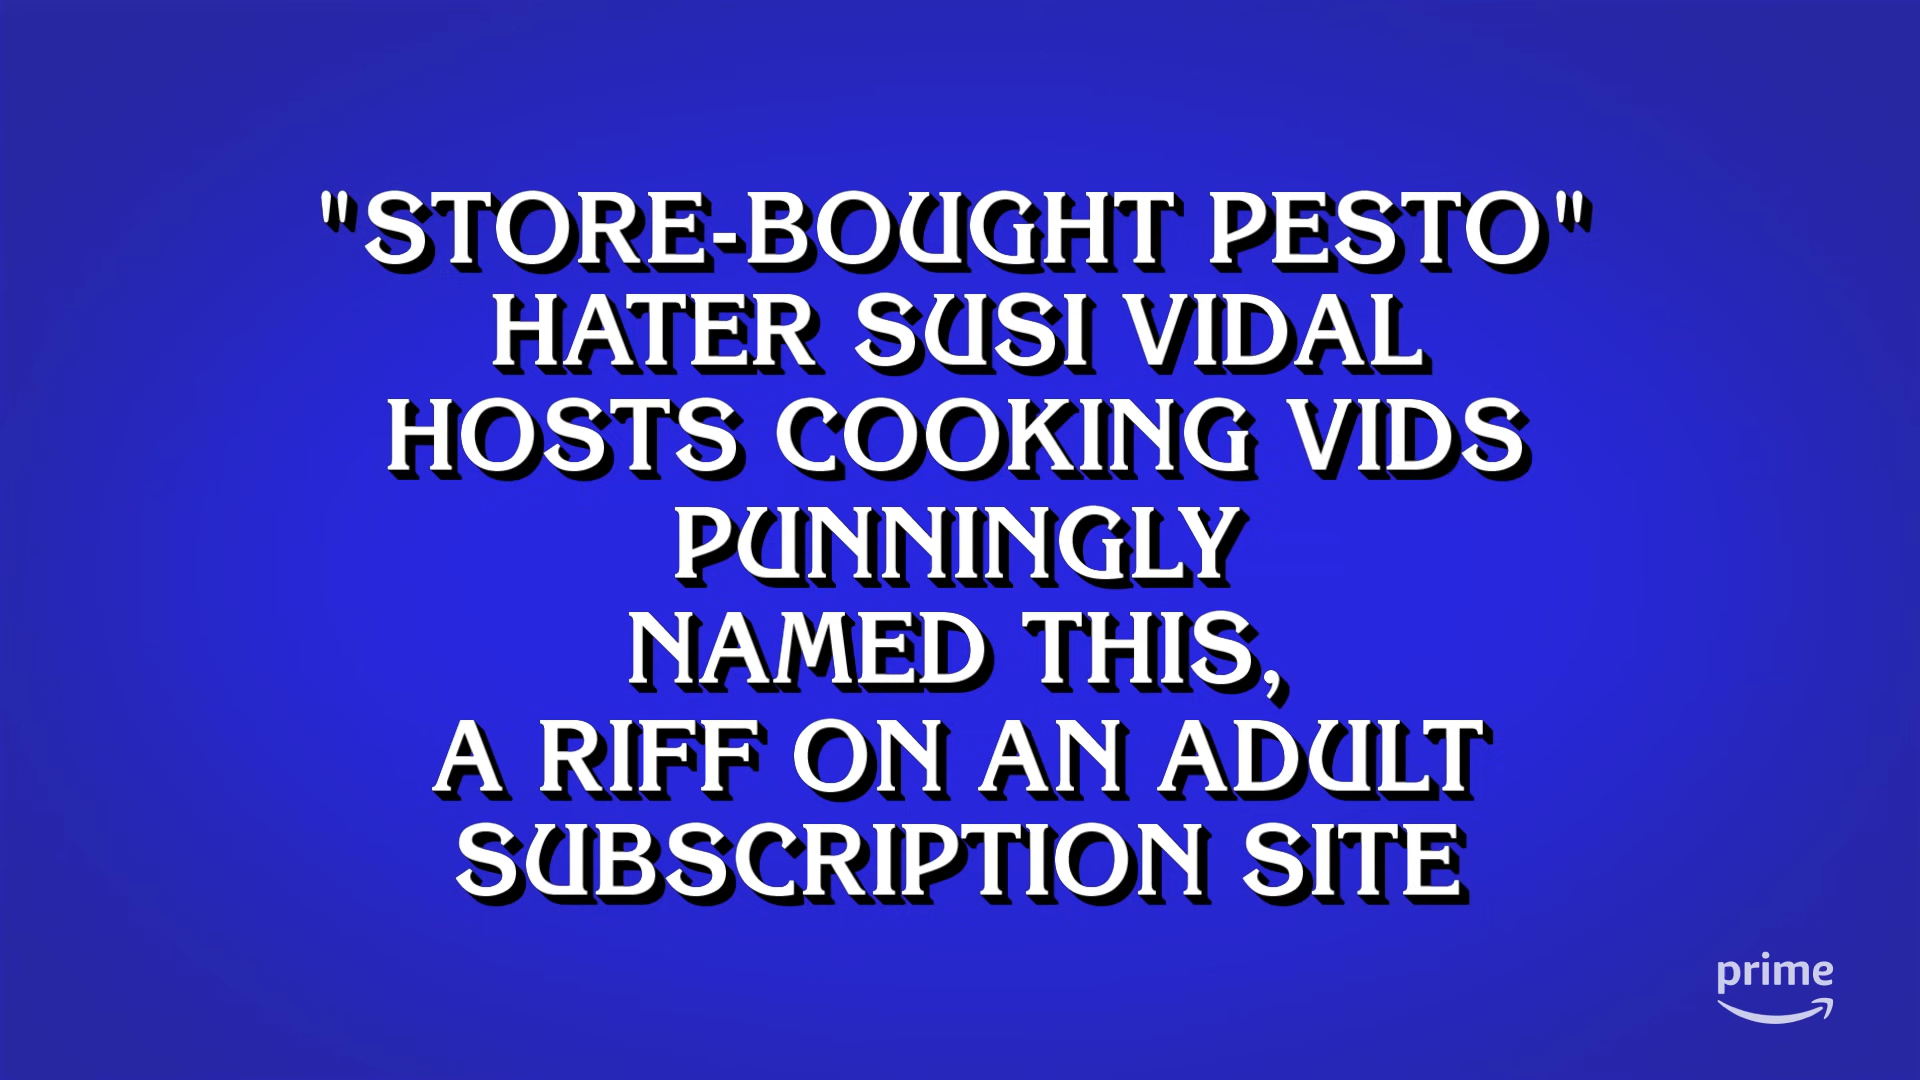 "STORE-BOUGHT PESTO"
HATER SUSI VIDAL
HOSTS COOKING VIDS
PUNNINGLY
NAMED THIS,
A RIFF ON AN ADULT
SUBSCRIPTION SITE
prime